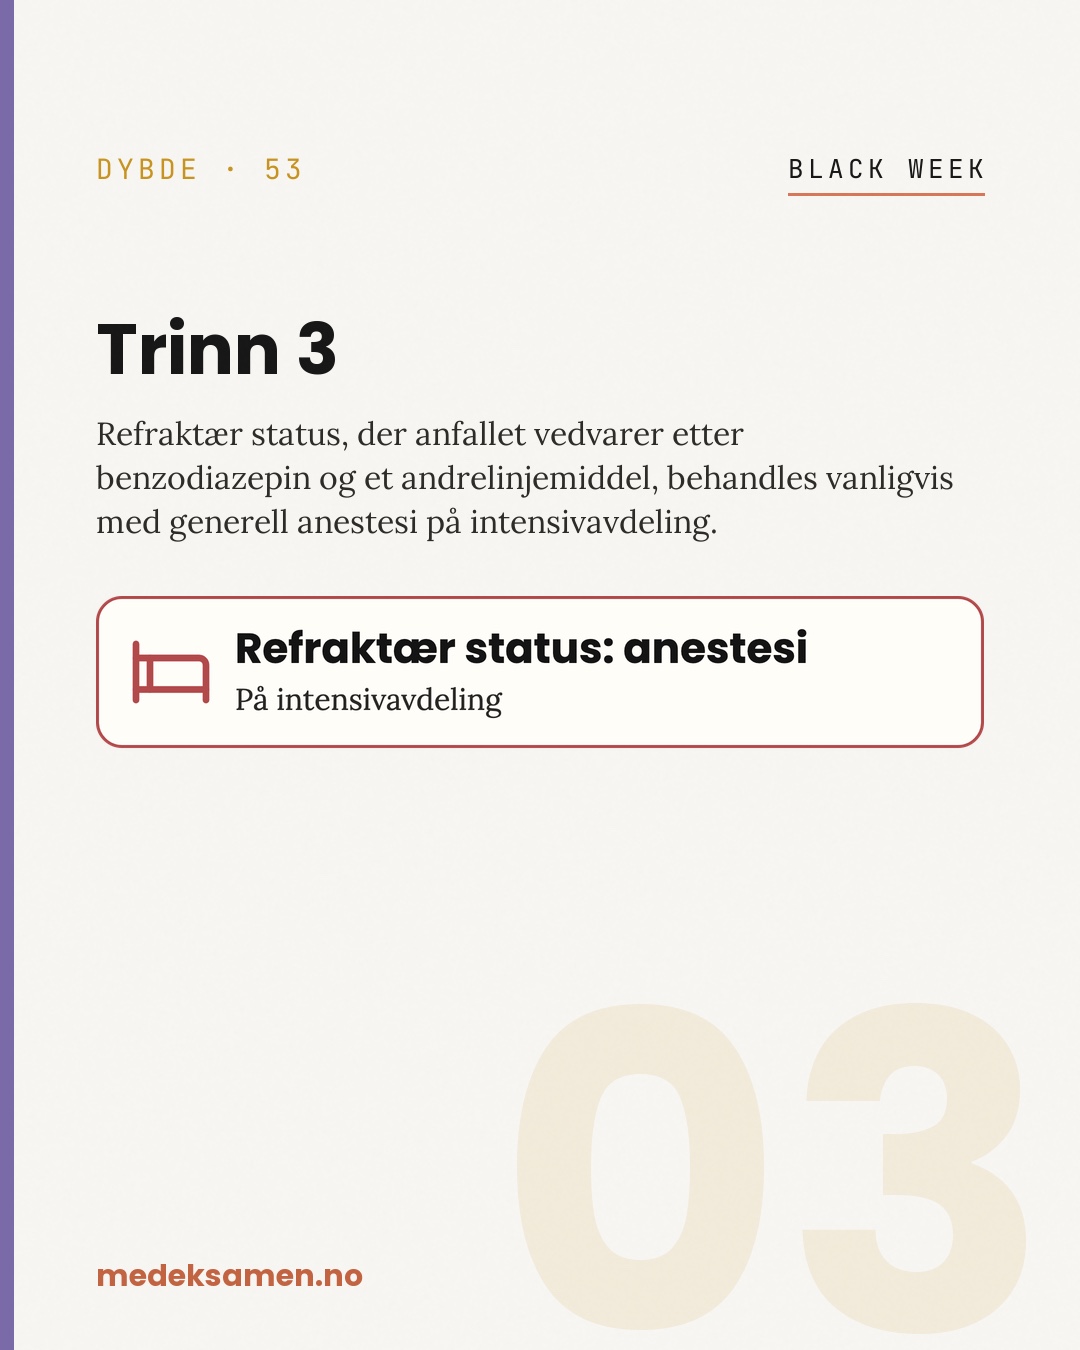 DYBDE · 53
BLACK WEEK
Trinn 3
Refraktær status, der anfallet vedvarer etter
benzodiazepin og et andrelinjemiddel, behandles vanligvis
med generell anestesi på intensivavdeling.
Refraktær status: anestesi
På intensivavdeling
03
medeksamen.no